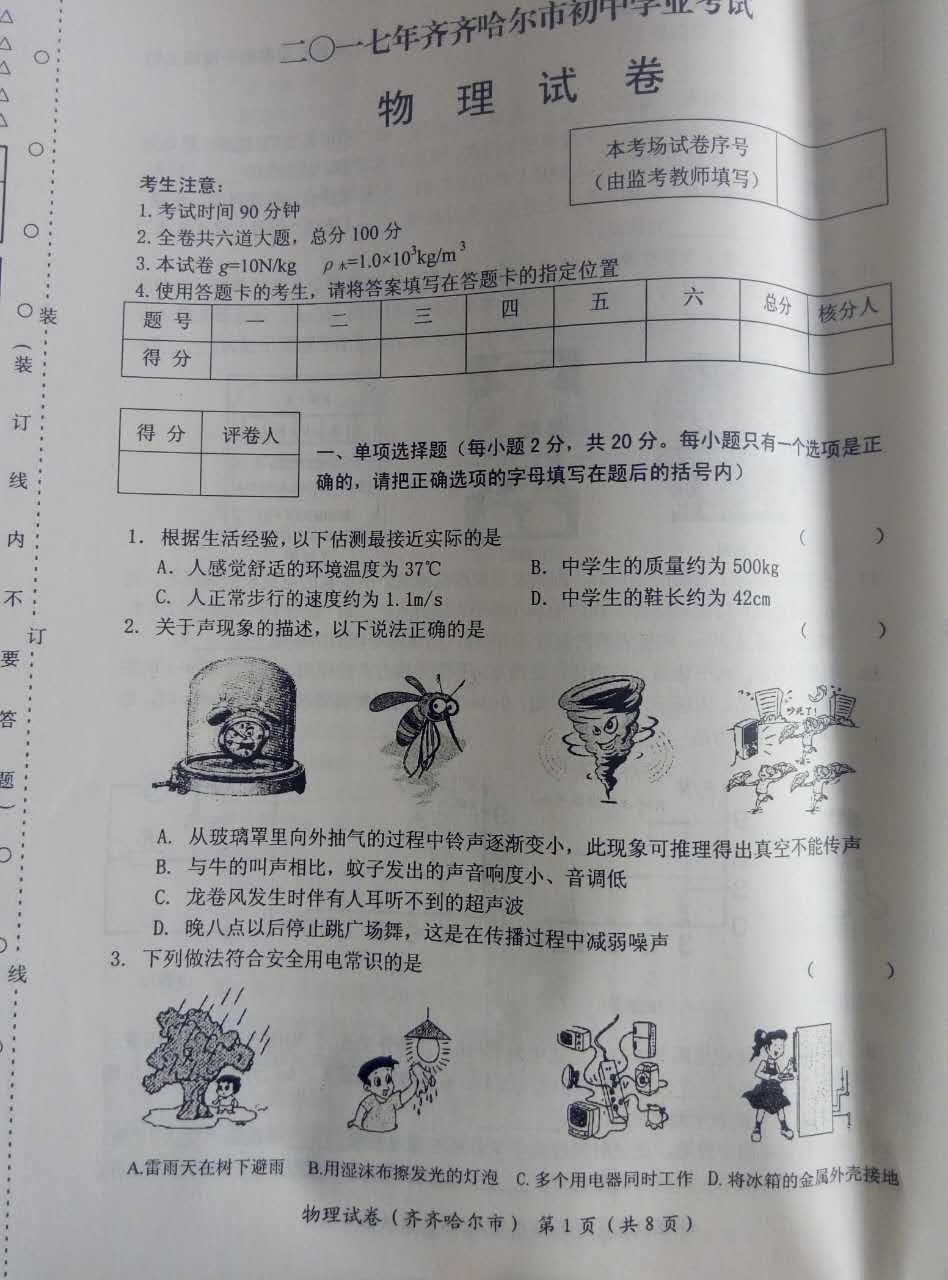 二〇一七年齐齐哈尔市初中学业考试
物 理 试 卷
本考场试卷序号
（由监考教师填写）
考生注意：
1. 考试时间 90 分钟
2. 全卷共六道大题，总分 100 分
3. 本试卷 g=10N/kg ρ水=1.0×10³kg/m³
4. 使用答题卡的考生，请将答案填写在答题卡的指定位置
题 号 一 二 三 四 五 六 总分 核分人
得 分
得 分 评卷人
一、单项选择题（每小题 2 分，共 20 分。每小题只有一个选项是正
确的，请把正确选项的字母填写在题后的括号内）
1. 根据生活经验，以下估测最接近实际的是 （ ）
A. 人感觉舒适的环境温度为 37℃ B. 中学生的质量约为 500kg
C. 人正常步行的速度约为 1.1m/s D. 中学生的鞋长约为 42cm
2. 关于声现象的描述，以下说法正确的是 （ ）
吵死了！
A. 从玻璃罩里向外抽气的过程中铃声逐渐变小，此现象可推理得出真空不能传声
B. 与牛的叫声相比，蚊子发出的声音响度小、音调低
C. 龙卷风发生时伴有人耳听不到的超声波
D. 晚八点以后停止跳广场舞，这是在传播过程中减弱噪声
3. 下列做法符合安全用电常识的是 （ ）
A.雷雨天在树下避雨 B.用湿沫布擦发光的灯泡 C.多个用电器同时工作 D.将冰箱的金属外壳接地
物理试卷（齐齐哈尔市） 第 1 页（共 8 页）
装
订
线
（装
订
线
内
不
要
答
题）